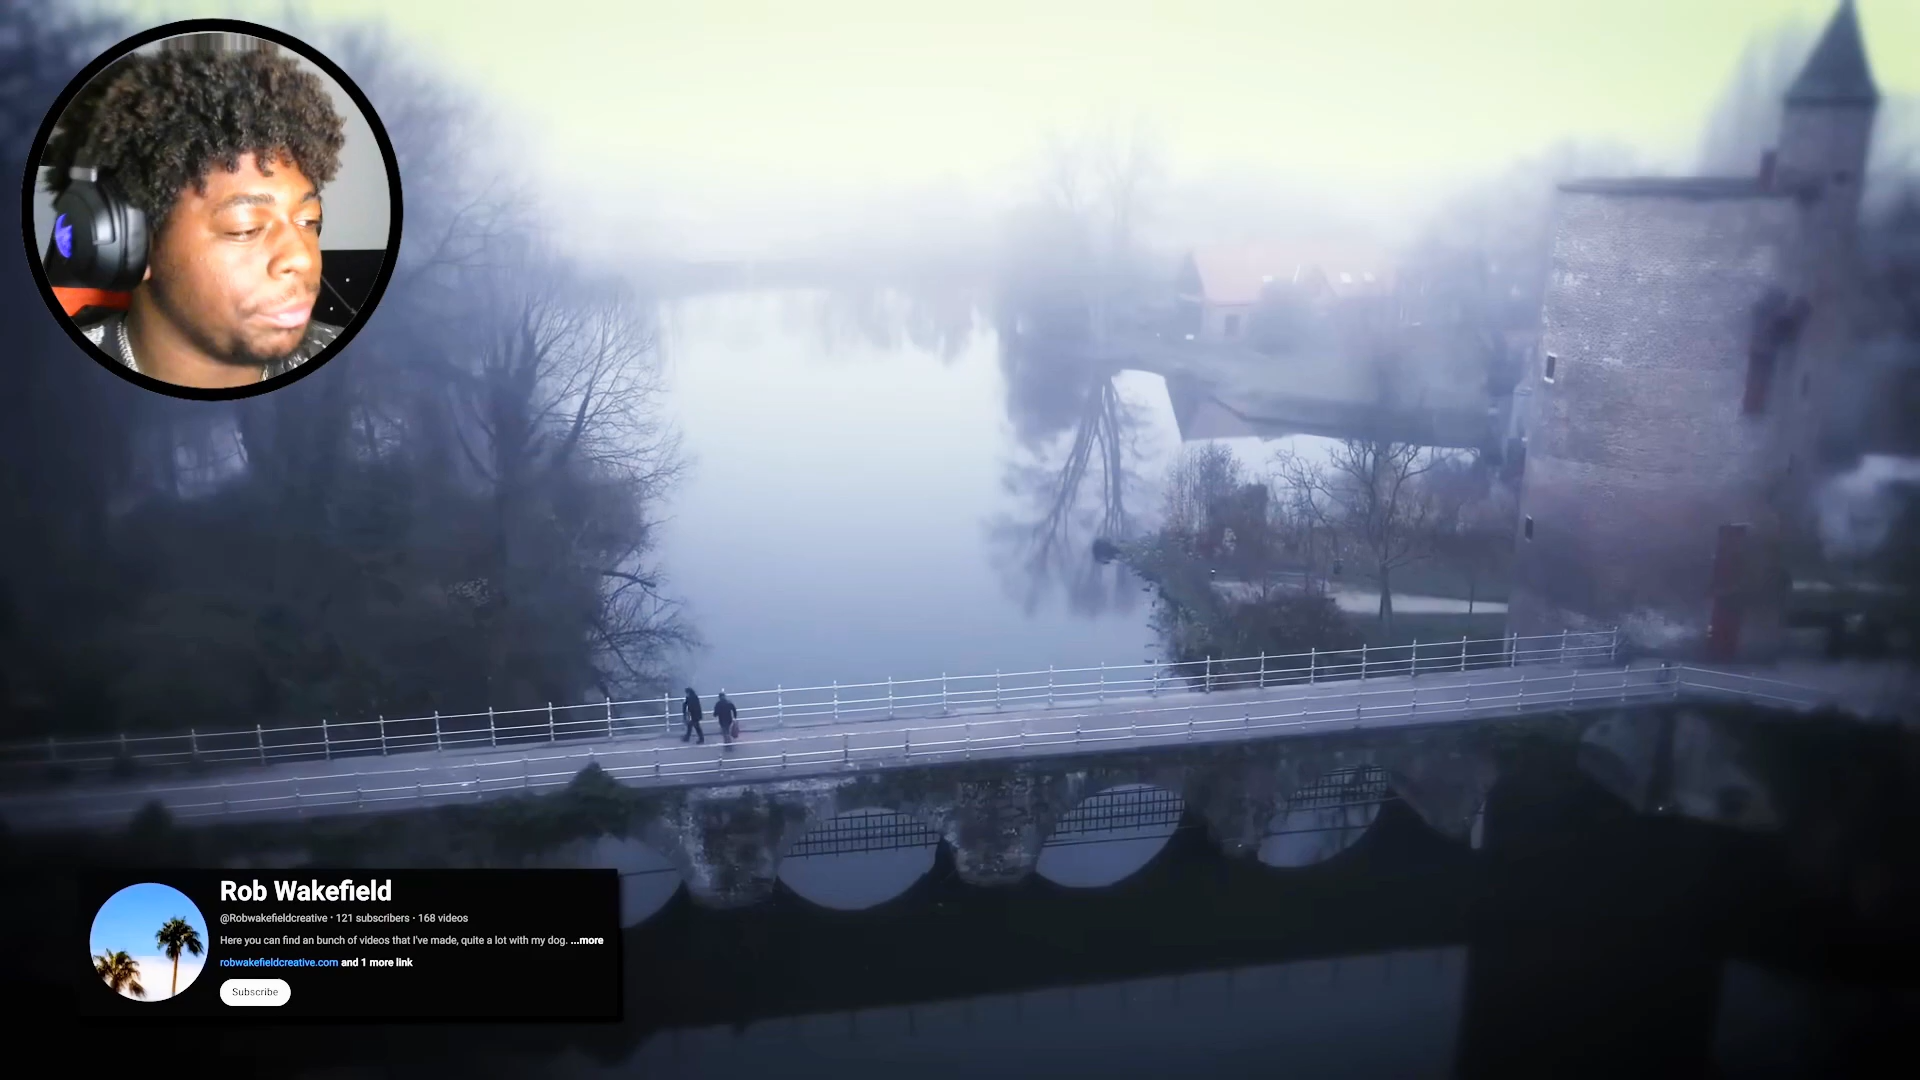 Rob Wakefield
@Robwakefieldcreative · 121 subscribers · 168 videos
Here you can find an bunch of videos that I've made, quite a lot with my dog. ...more
robwakefieldcreative.com and 1 more link
Subscribe